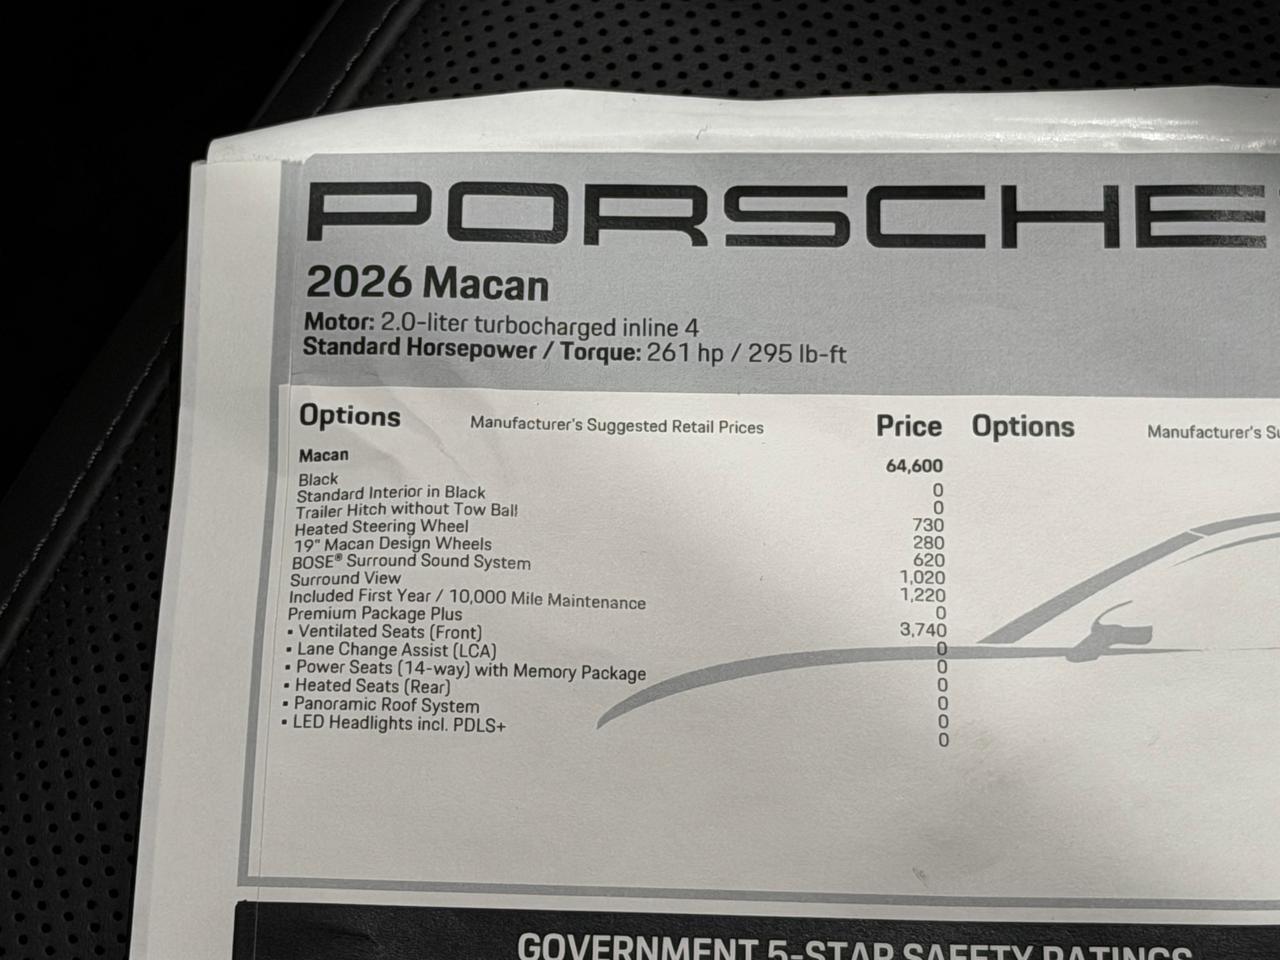 PORSCHE
2026 Macan
Motor: 2.0-liter turbocharged inline 4
Standard Horsepower / Torque: 261 hp / 295 lb-ft
Options Manufacturer's Suggested Retail Prices Price Options Manufacturer's
Macan 64,600
Black 0
Standard Interior in Black 0
Trailer Hitch without Tow Ball 730
Heated Steering Wheel 280
19" Macan Design Wheels 620
BOSE® Surround Sound System 1,020
Surround View 1,220
Included First Year / 10,000 Mile Maintenance 0
Premium Package Plus 3,740
• Ventilated Seats (Front) 0
• Lane Change Assist (LCA) 0
• Power Seats (14-way) with Memory Package 0
• Heated Seats (Rear) 0
• Panoramic Roof System 0
• LED Headlights incl. PDLS+ 0
GOVERNMENT 5-STAR SAFETY RATINGS